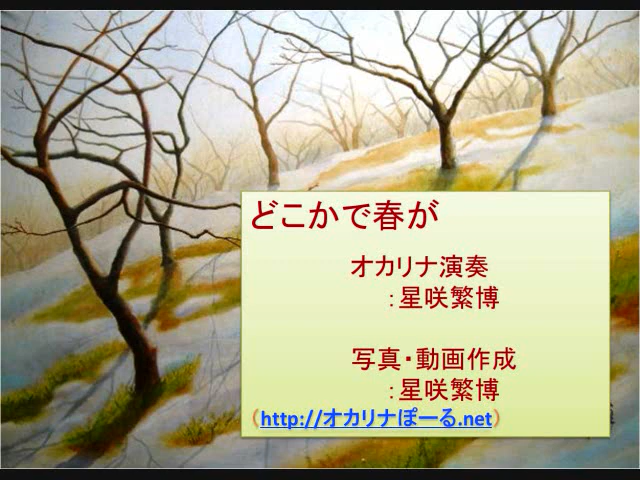 どこかで春が
オカリナ演奏
：星咲繁博
写真・動画作成
：星咲繁博
（http://オカリナぽーる.net）